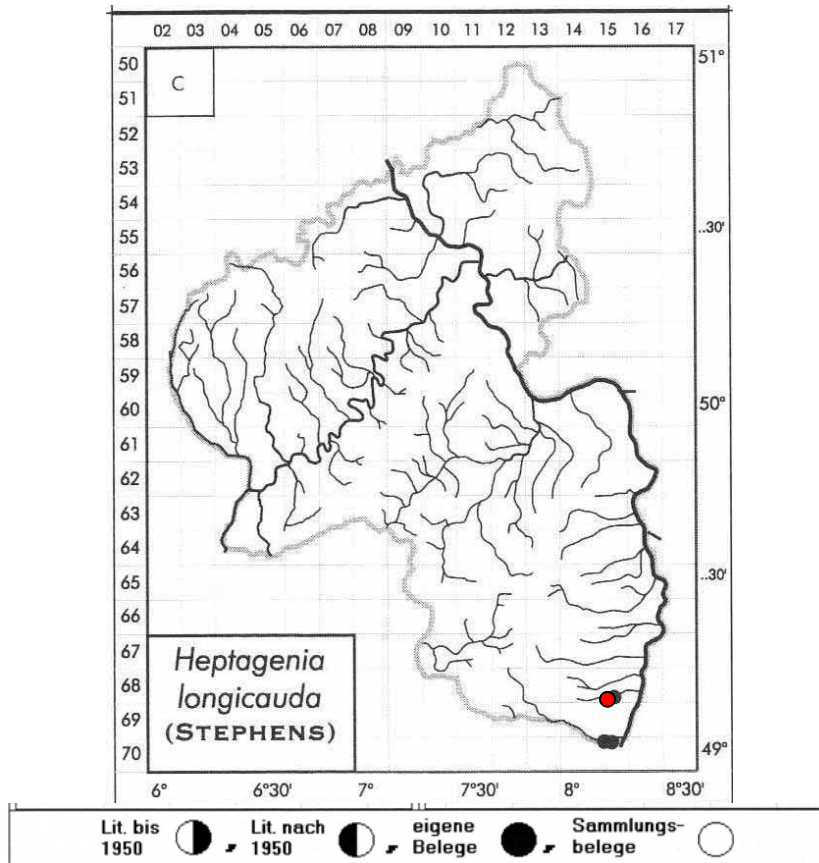 02 03 04 05 06 07 08 09 10 11 12 13 14 15 16 17
50 51°
C
51
52
53
54
..30'
55
56
57
58
59
50°
60
61
62
63
64
..30'
65
66
67
Heptagenia
longicauda
(STEPHENS)
68
69
70 49°
6° 6°30' 7° 7°30' 8° 8°30'
Lit. bis
1950
, Lit. nach
1950
, eigene
Belege
, Sammlungs-
belege